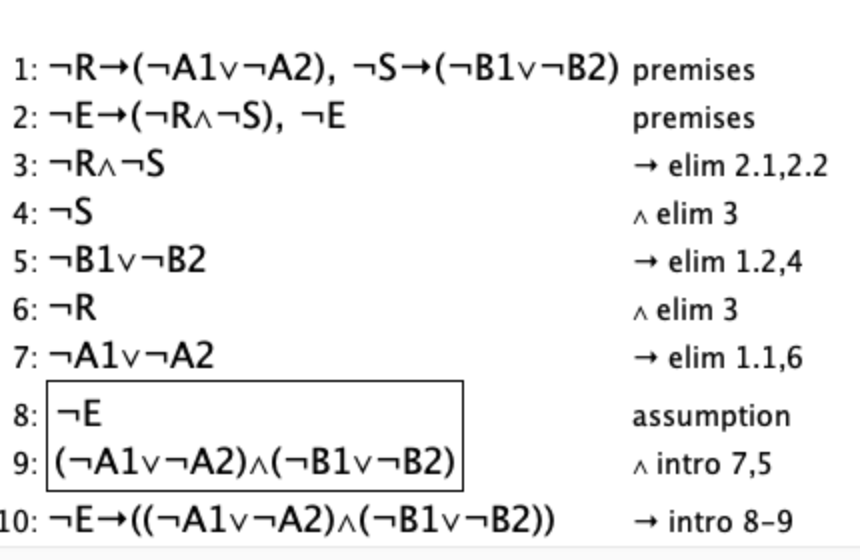 1: ¬R→(¬A1∨¬A2), ¬S→(¬B1∨¬B2) premises
2: ¬E→(¬R∧¬S), ¬E premises
3: ¬R∧¬S → elim 2.1,2.2
4: ¬S ∧ elim 3
5: ¬B1∨¬B2 → elim 1.2,4
6: ¬R ∧ elim 3
7: ¬A1∨¬A2 → elim 1.1,6
8: ¬E assumption
9: (¬A1∨¬A2)∧(¬B1∨¬B2) ∧ intro 7,5
10: ¬E→((¬A1∨¬A2)∧(¬B1∨¬B2)) → intro 8-9